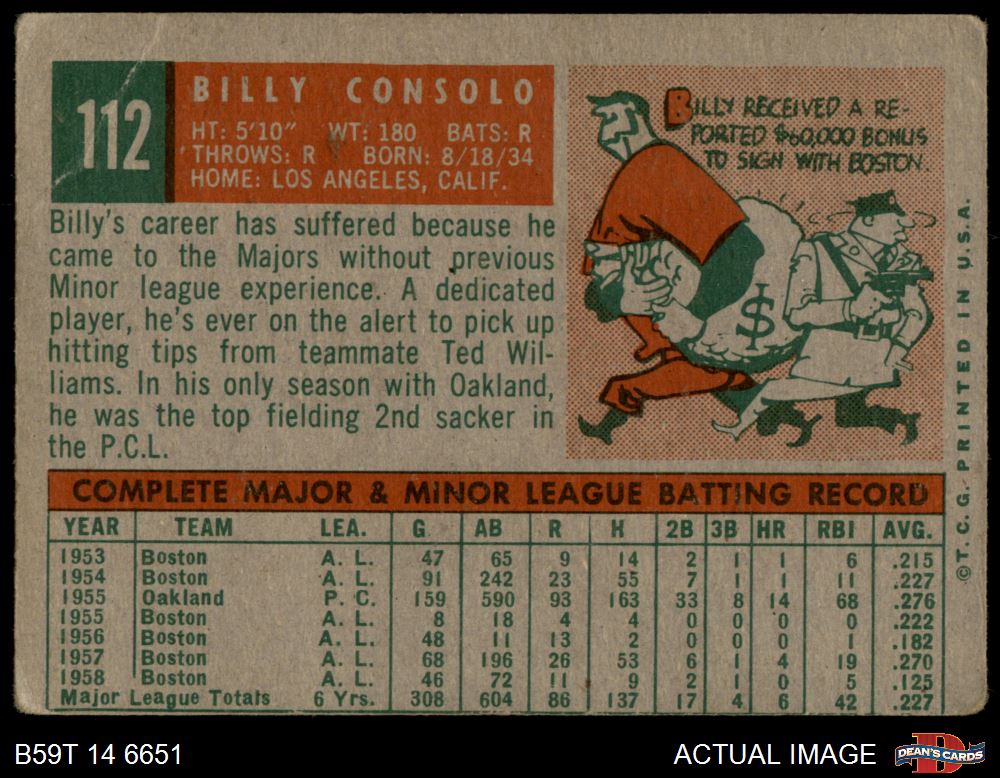 112
BILLY CONSOLO
HT: 5'10" WT: 180 BATS: R
THROWS: R BORN: 8/18/34
HOME: LOS ANGELES, CALIF.
Billy's career has suffered because he
came to the Majors without previous
Minor league experience. A dedicated
player, he's ever on the alert to pick up
hitting tips from teammate Ted Wil-
liams. In his only season with Oakland,
he was the top fielding 2nd sacker in
the P.C.L.
BILLY RECEIVED A RE-
PORTED $60,000 BONUS
TO SIGN WITH BOSTON
$
COMPLETE MAJOR & MINOR LEAGUE BATTING RECORD
YEAR TEAM LEA. G AB R H 2B 3B HR RBI AVG.
1953 Boston A. L. 47 65 9 14 2 1 1 6 .215
1954 Boston A. L. 91 242 23 55 7 1 1 11 .227
1955 Oakland P. C. 159 590 93 163 33 8 14 68 .276
1955 Boston A. L. 8 18 4 4 0 0 0 0 .222
1956 Boston A. L. 48 11 13 2 0 0 0 1 .182
1957 Boston A. L. 68 196 26 53 6 1 4 19 .270
1958 Boston A. L. 46 72 11 9 2 1 0 5 .125
Major League Totals 6 Yrs. 308 604 86 137 17 4 6 42 .227
©T.C.G. PRINTED IN U.S.A.
B59T 14 6651
ACTUAL IMAGE
DEAN'S CARDS